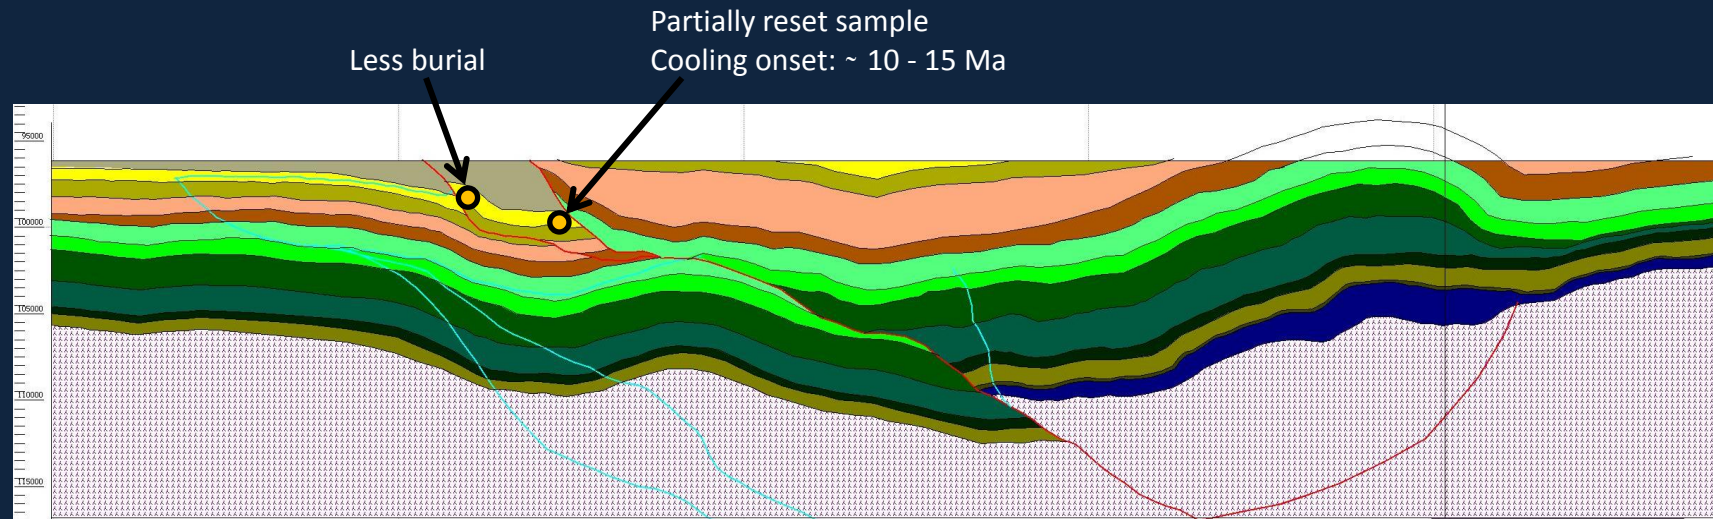 Partially reset sample
Less burial
Cooling onset: ~ 10 - 15 Ma
95000
100000
105000
110000
115000